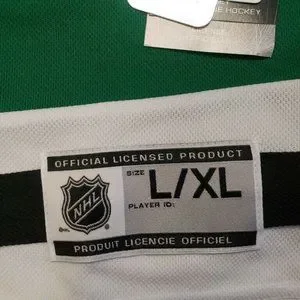 HOCKEY
OFFICIAL LICENSED PRODUCT
NHL
SIZE L/XL
PLAYER ID:
PRODUIT LICENCIE OFFICIEL